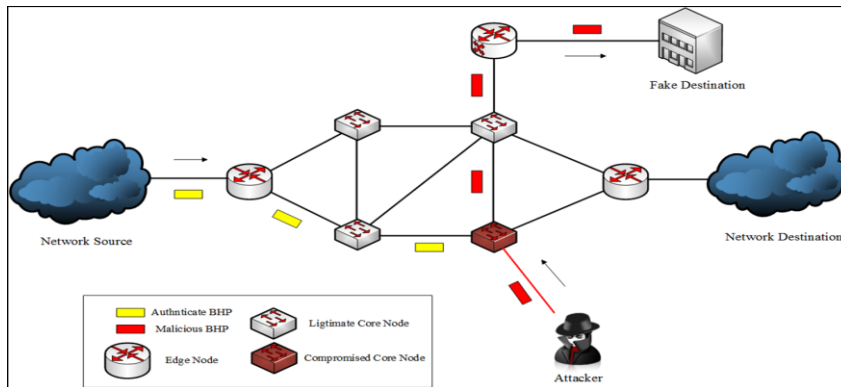 Fake Destination
Network Source
Network Destination
Authnticate BHP
Malicious BHP
Edge Node
Ligtimate Core Node
Compromised Core Node
Attacker